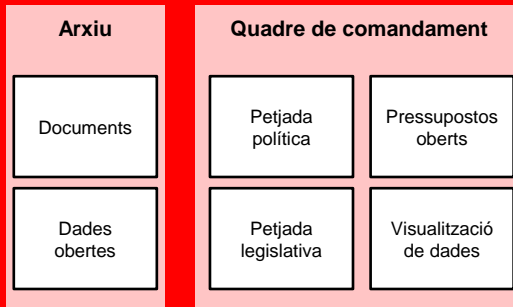 Arxiu
Documents
Dades
obertes
Quadre de comandament
Petjada
política
Pressupostos
oberts
Petjada
legislativa
Visualització
de dades